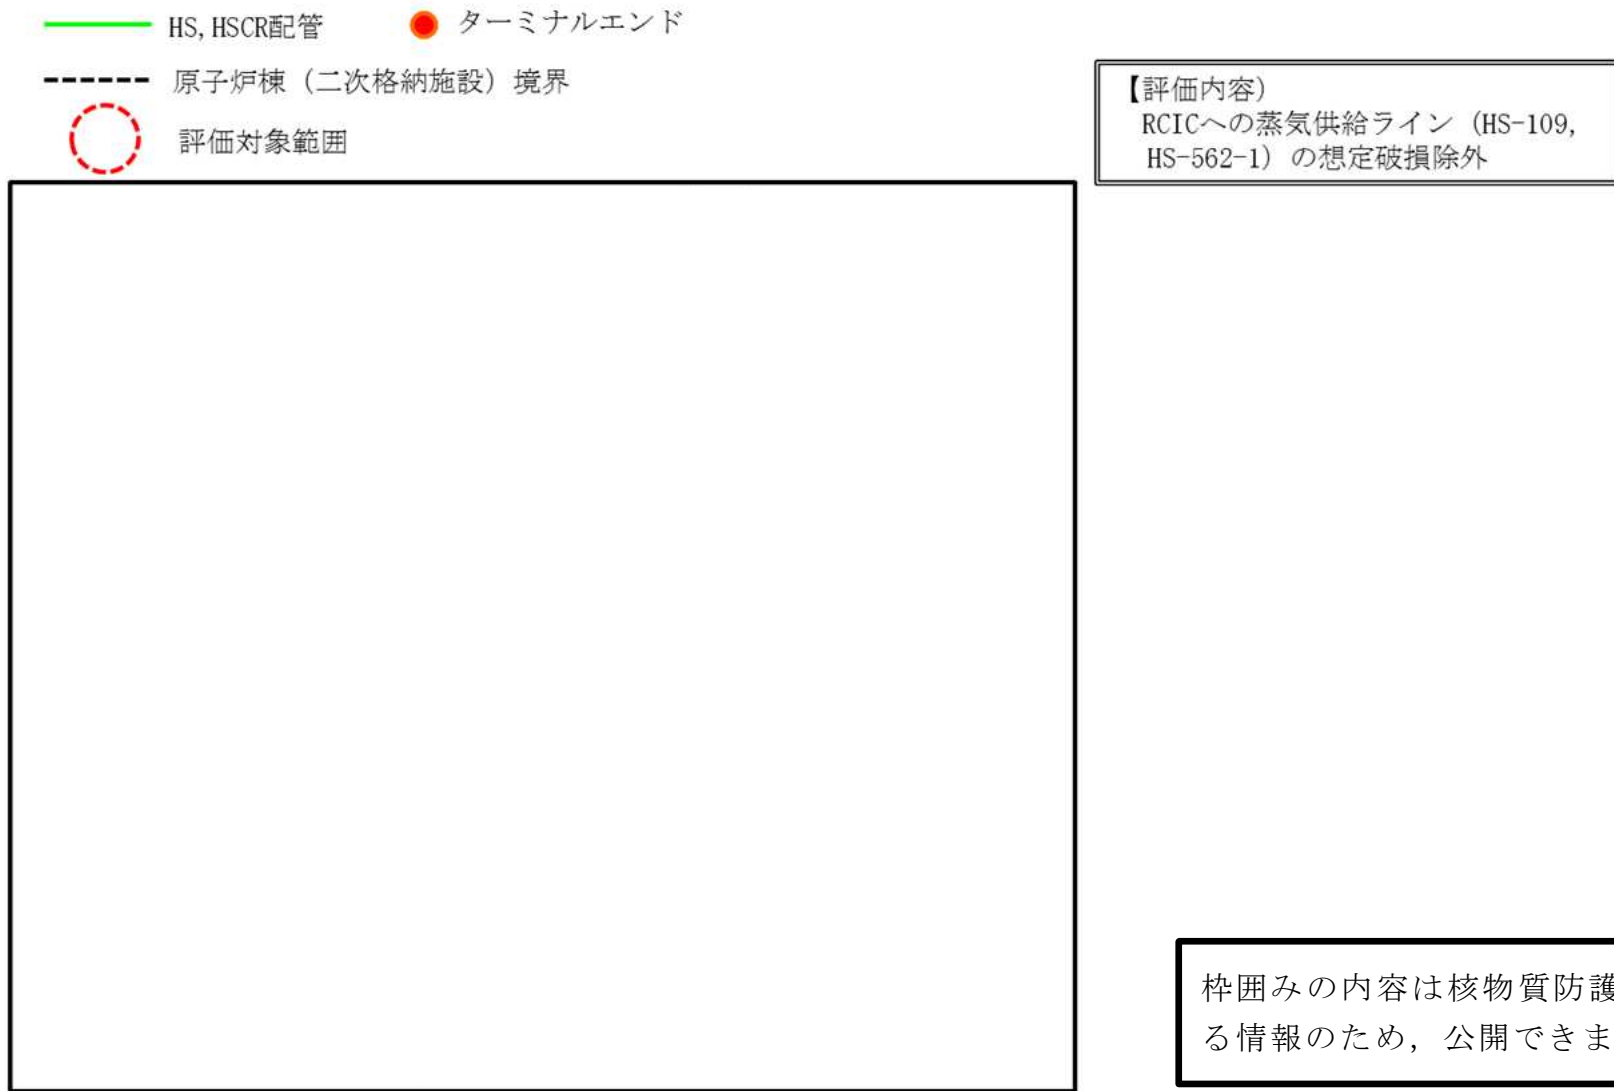 HS,HSCR配管
ターミナルエンド
原子炉棟（二次格納施設）境界
評価対象範囲
【評価内容）
RCICへの蒸気供給ライン（HS-109,
HS-562-1）の想定破損除外
枠囲みの内容は核物質防護
る情報のため，公開できま